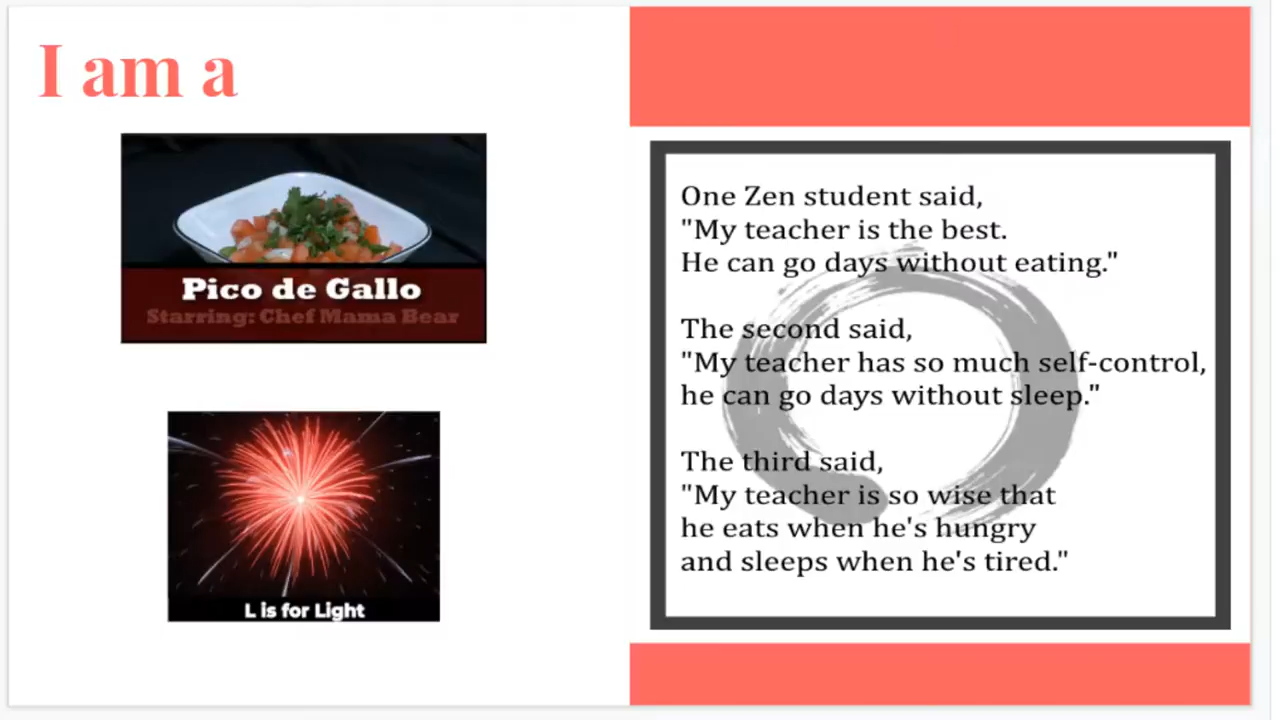 I am a
Pico de Gallo
Starring: Chef Mama Bear
L is for Light
One Zen student said,
"My teacher is the best.
He can go days without eating."
The second said,
"My teacher has so much self-control,
he can go days without sleep."
The third said,
"My teacher is so wise that
he eats when he's hungry
and sleeps when he's tired."